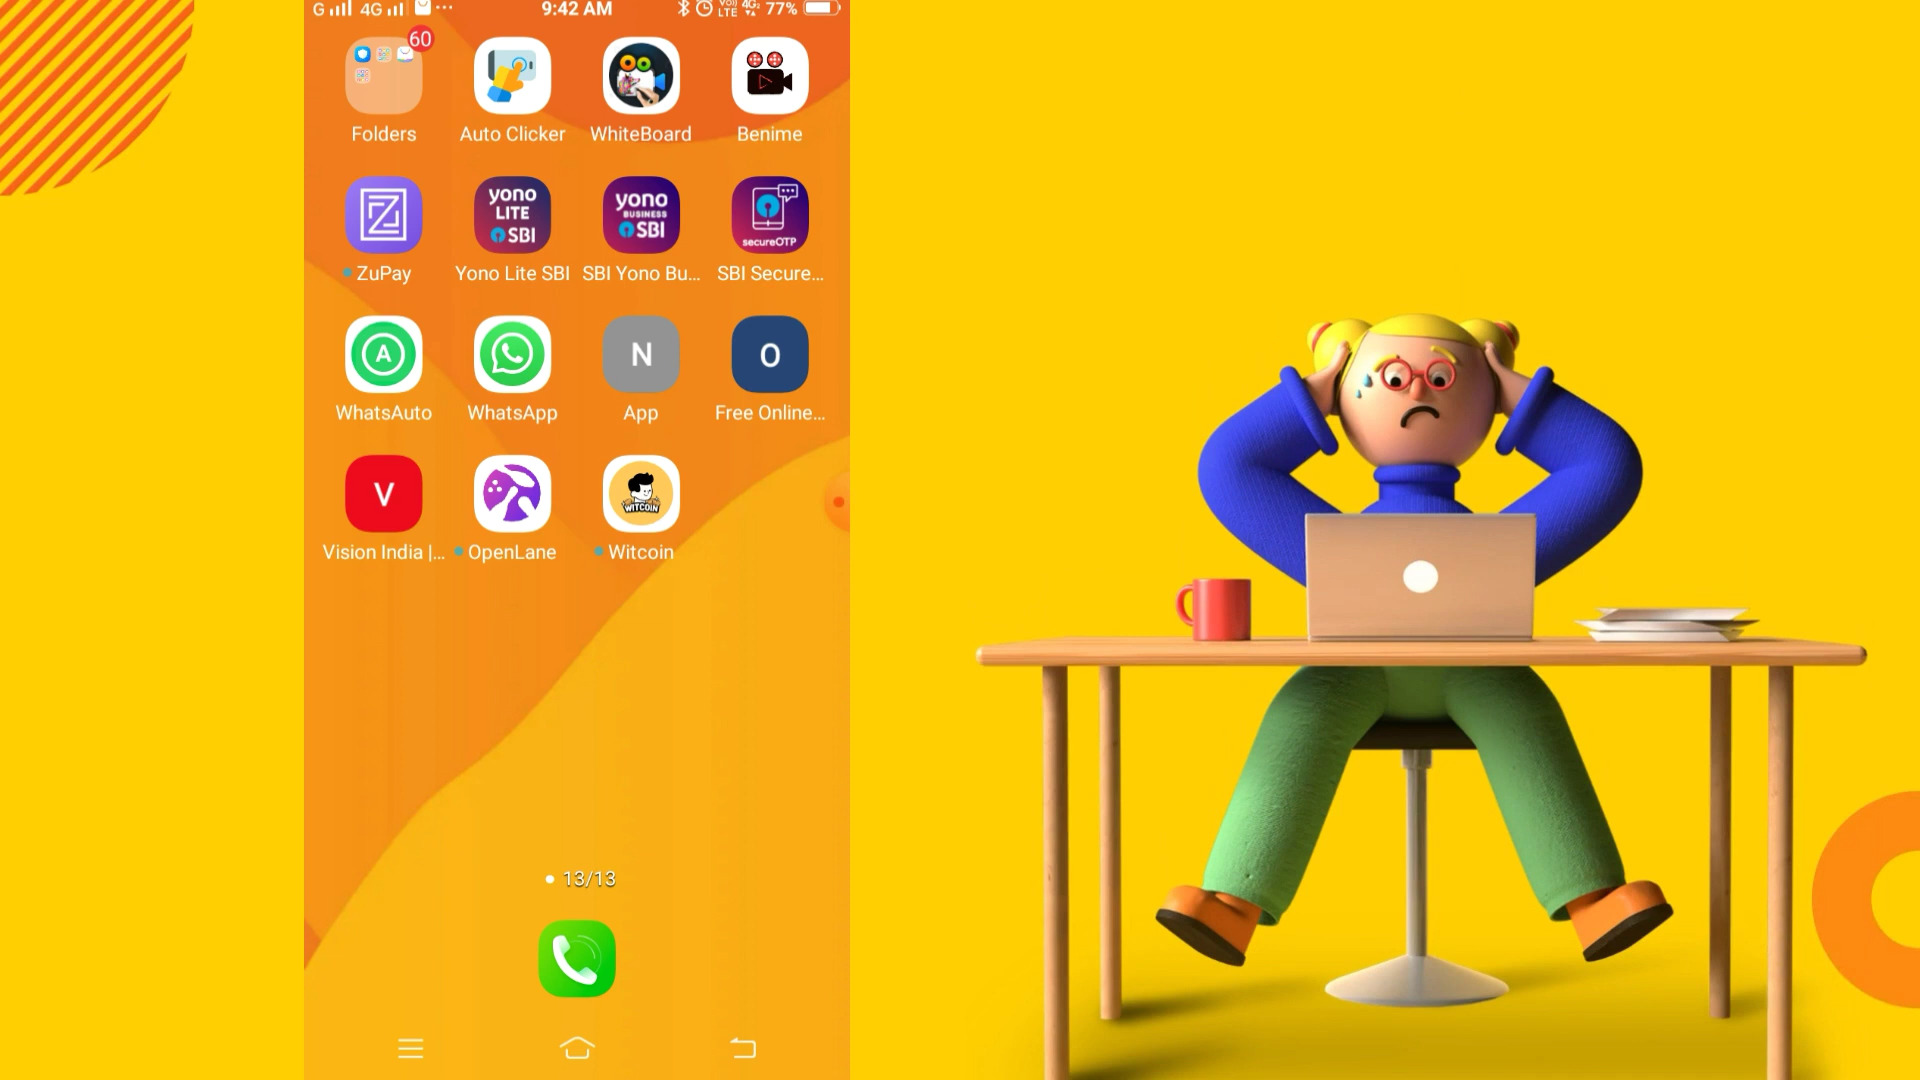 G 4G 9:42 AM VoLTE 4G 77%
60
Folders Auto Clicker WhiteBoard Benime
yono LITE SBI
yono BUSINESS SBI
secureOTP
ZuPay Yono Lite SBI SBI Yono Bu... SBI Secure...
A N O
WhatsAuto WhatsApp App Free Online...
V WITCOIN
Vision India |... OpenLane Witcoin
13/13